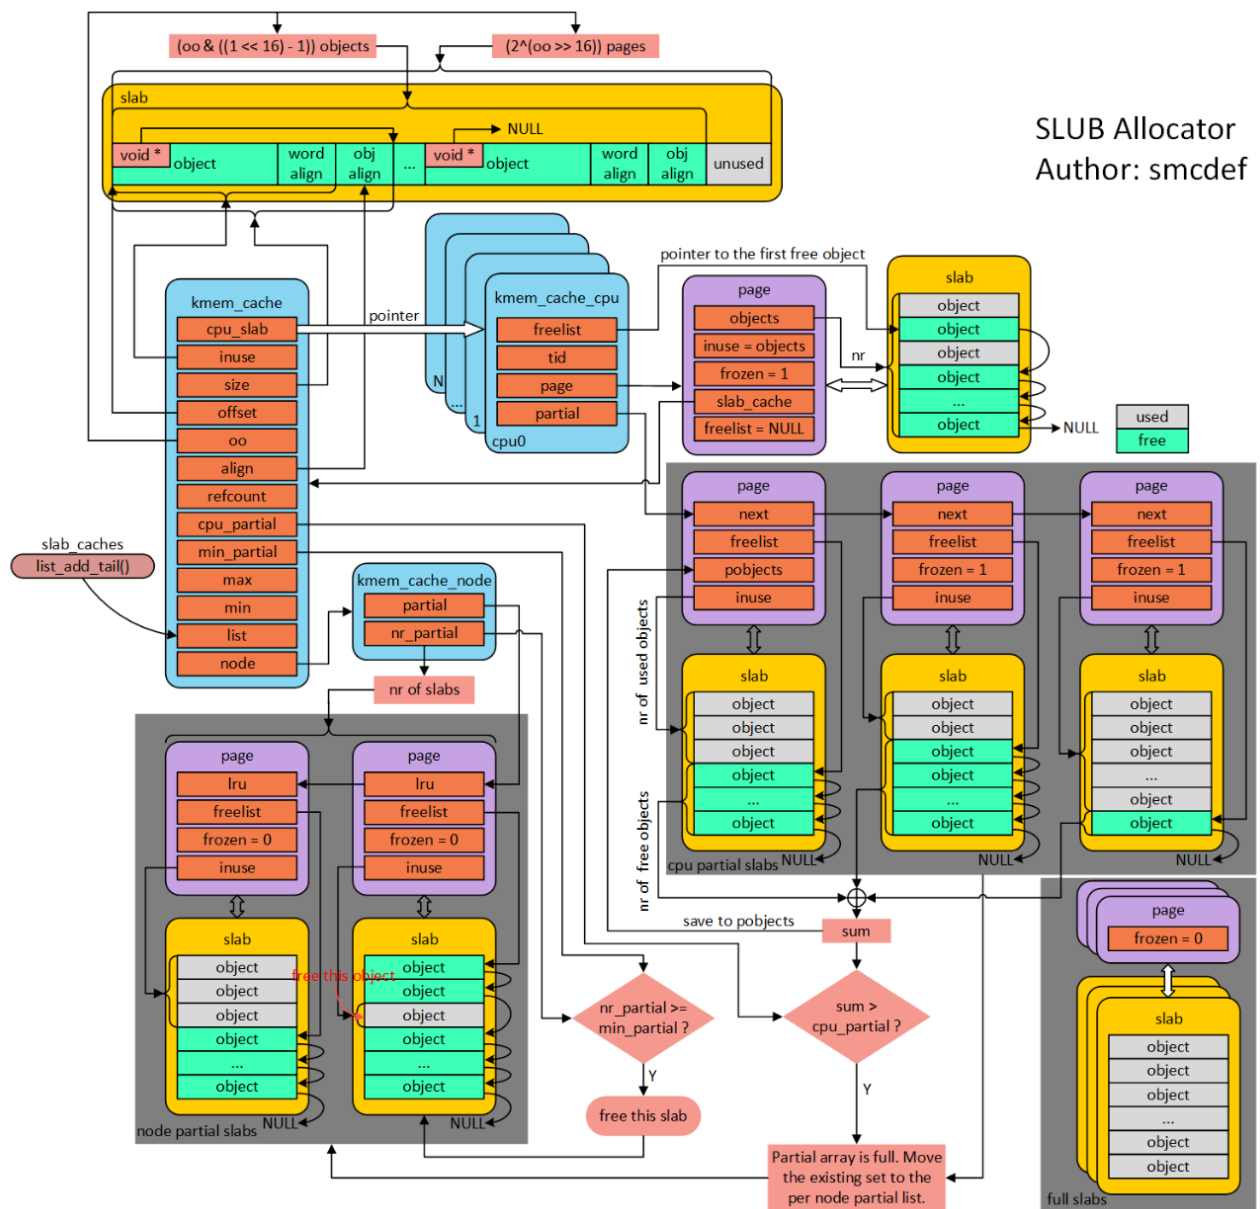 (oo & ((1 << 16) - 1)) objects
(2^(oo >> 16)) pages
slab
NULL
void *
object
word
align
obj
align
...
void *
object
word
align
obj
align
unused
SLUB Allocator
Author: smcdef
kmem_cache
cpu_slab
inuse
size
offset
oo
align
refcount
cpu_partial
min_partial
max
min
list
node
slab_caches
list_add_tail()
pointer
kmem_cache_cpu
freelist
tid
page
partial
cpu0
1
...
N
pointer to the first free object
page
objects
inuse = objects
frozen = 1
slab_cache
freelist = NULL
nr
slab
object
object
object
object
...
object
NULL
used
free
kmem_cache_node
partial
nr_partial
nr of slabs
page
next
freelist
pobjects
inuse
page
next
freelist
frozen = 1
inuse
page
next
freelist
frozen = 1
inuse
nr of used objects
nr of free objects
slab
object
object
object
object
...
object
NULL
slab
object
object
object
object
...
object
NULL
slab
object
object
object
...
object
object
NULL
cpu partial slabs
page
lru
freelist
frozen = 0
inuse
page
lru
freelist
frozen = 0
inuse
slab
object
object
object
object
...
object
NULL
slab
object
object
object
object
...
object
NULL
free this object
node partial slabs
save to pobjects
sum
nr_partial >=
min_partial ?
sum >
cpu_partial ?
Y
Y
free this slab
Partial array is full. Move
the existing set to the
per node partial list.
page
frozen = 0
slab
object
object
object
...
object
object
full slabs